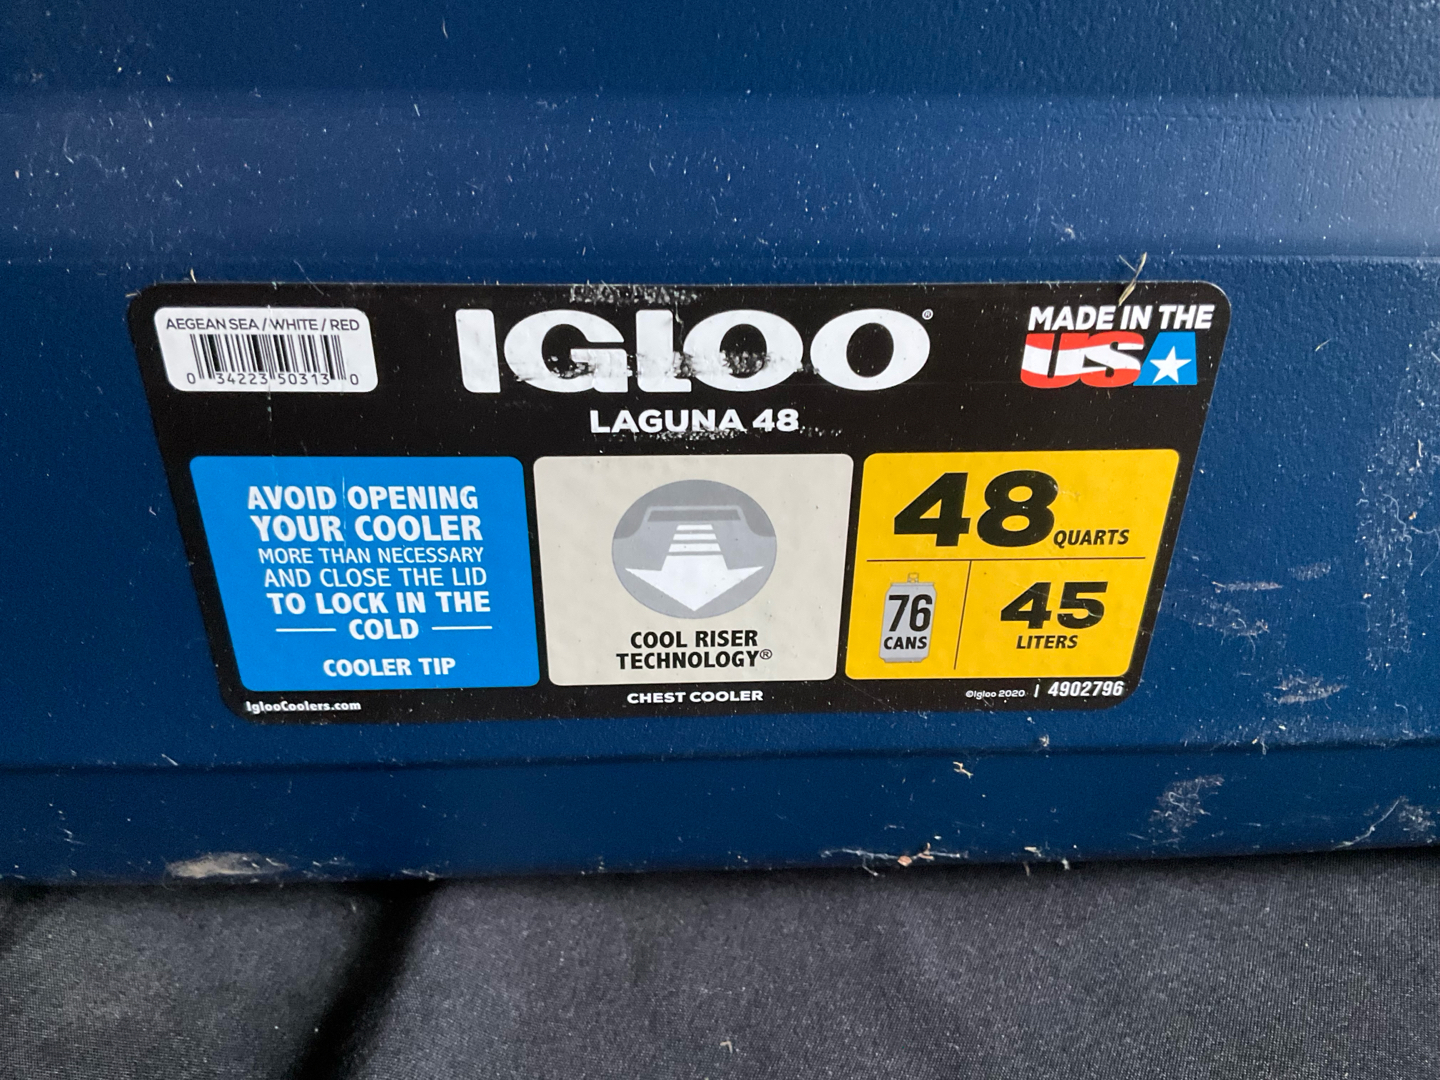 AEGEAN SEA / WHITE / RED
0 34223 50313 0
IGLOO®
LAGUNA 48
MADE IN THE
USA
AVOID OPENING
YOUR COOLER
MORE THAN NECESSARY
AND CLOSE THE LID
TO LOCK IN THE
COLD
COOLER TIP
COOL RISER
TECHNOLOGY®
48 QUARTS
76
CANS
45
LITERS
IglooCoolers.com
CHEST COOLER
©Igloo 2020 | 4902796